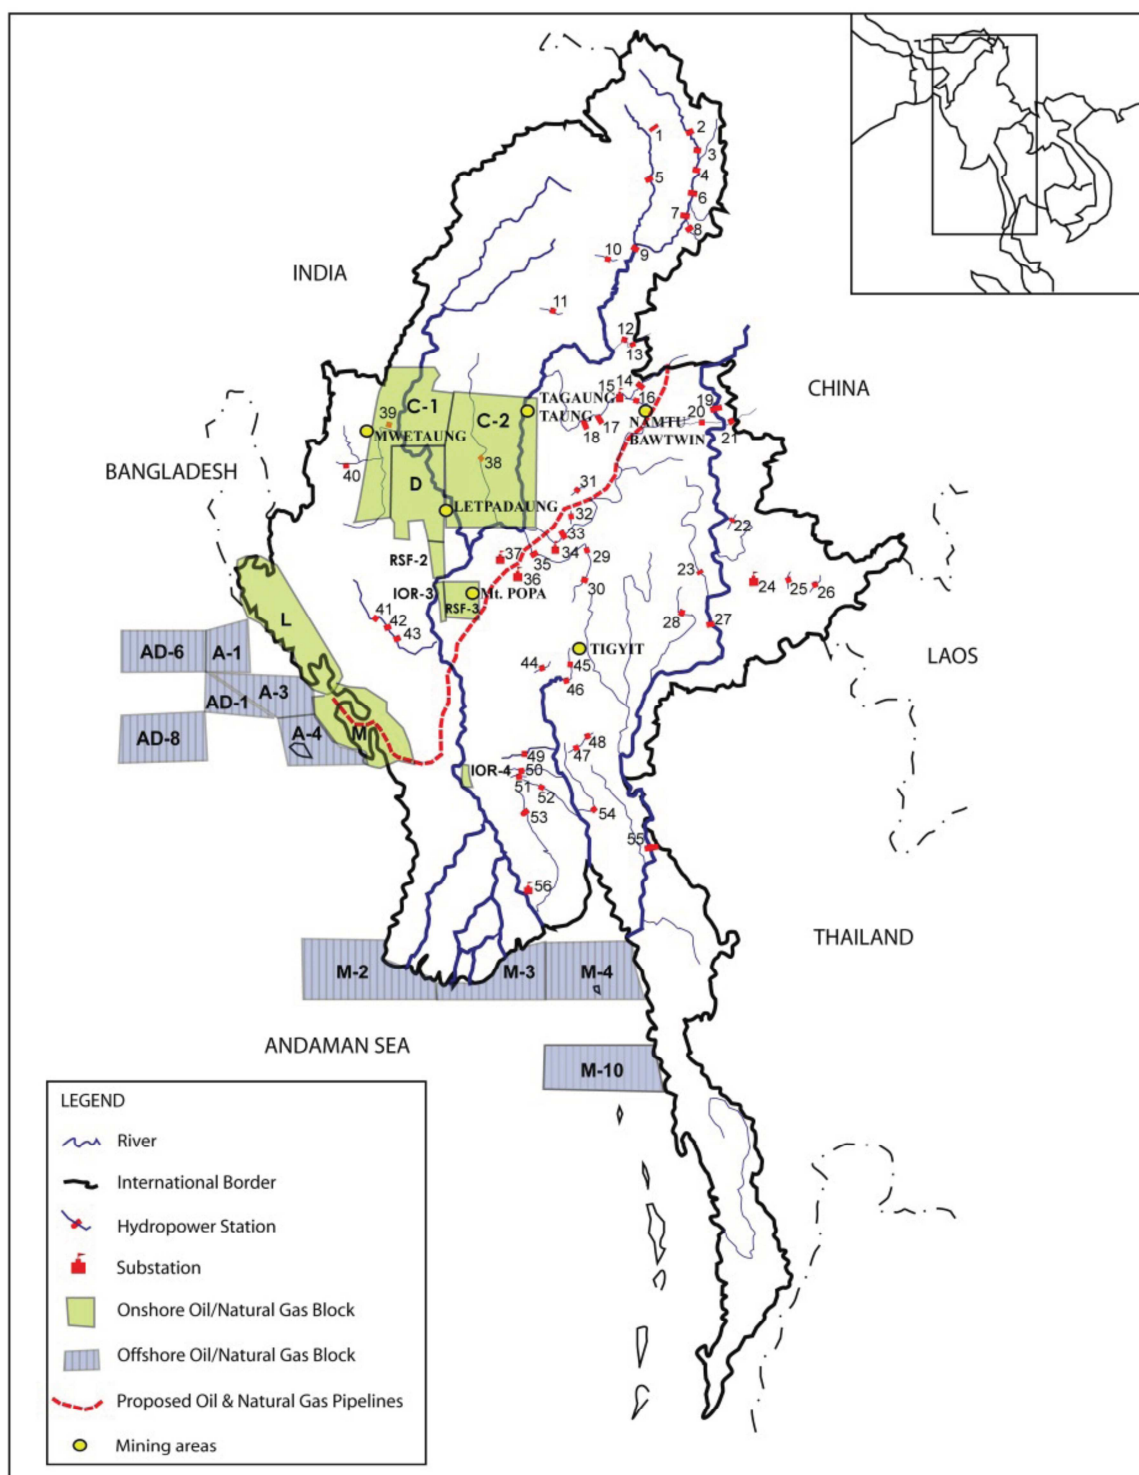 1
2
3
4
5
6
7
8
9
10
INDIA
11
12
13
CHINA
14
15
16
TAGAUNG
TAUNG
C-1
C-2
39
19
20
21
NAMTU
BAWTWIN
17
18
MWETAUNG
BANGLADESH
40
38
D
31
LETPADAUNG
32
22
33
RSF-2
37
35
34
29
36
23
24
25
26
30
IOR-3
Mt. POPA
RSF-3
41
42
43
28
27
L
TIGYIT
LAOS
AD-6
A-1
44
45
46
A-3
AD-1
A-4
M
AD-8
48
47
49
IOR-4
50
51
52
53
54
55
56
THAILAND
M-2
M-3
M-4
ANDAMAN SEA
M-10
LEGEND
River
International Border
Hydropower Station
Substation
Onshore Oil/Natural Gas Block
Offshore Oil/Natural Gas Block
Proposed Oil & Natural Gas Pipelines
Mining areas